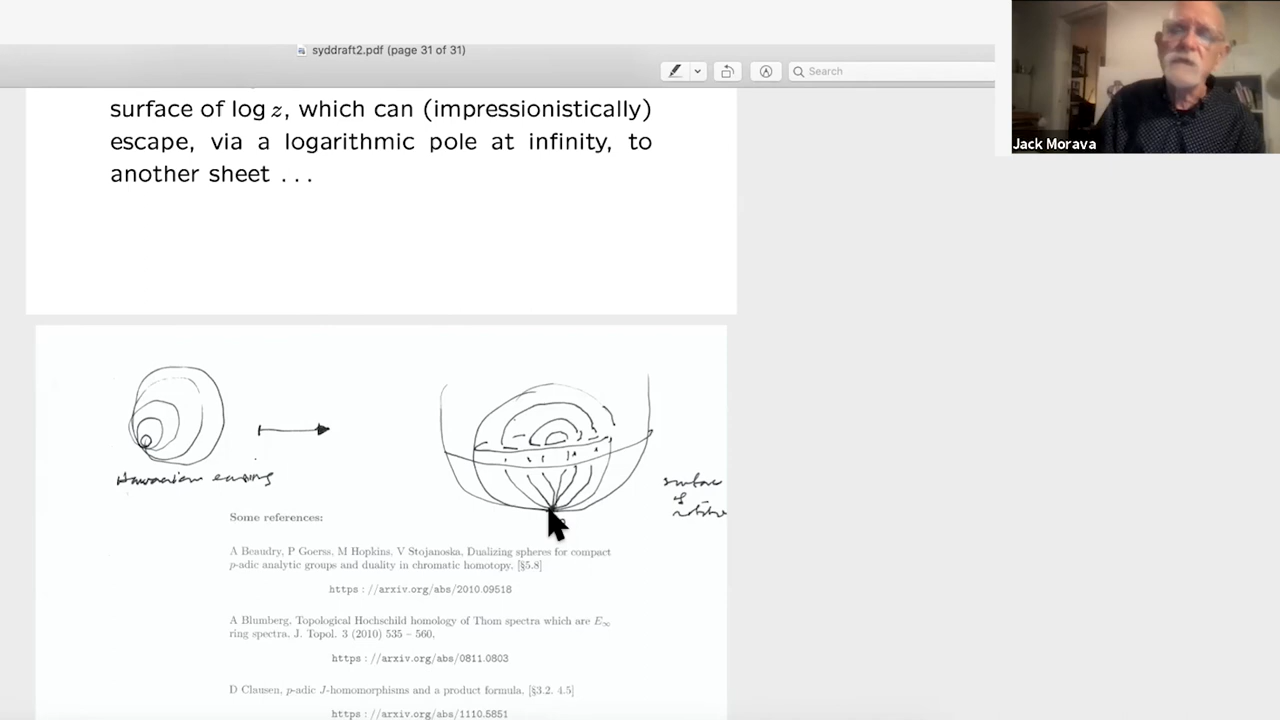 syddraft2.pdf (page 31 of 31)
Search
Jack Morava
surface of log z, which can (impressionistically)
escape, via a logarithmic pole at infinity, to
another sheet . . .
Hawaiian earring
surface
of
Some references:
A Beaudry, P Goerss, M Hopkins, V Stojanoska, Dualizing spheres for compact
p-adic analytic groups and duality in chromatic homotopy, [§5.8]
https : //arxiv.org/abs/2010.09518
A Blumberg, Topological Hochschild homology of Thom spectra which are E∞
ring spectra, J. Topol. 3 (2010) 535 – 560,
https : //arxiv.org/abs/0811.0803
D Clausen, p-adic J-homomorphisms and a product formula, [§3.2, 4.5]
https : //arxiv.org/abs/1110.5851